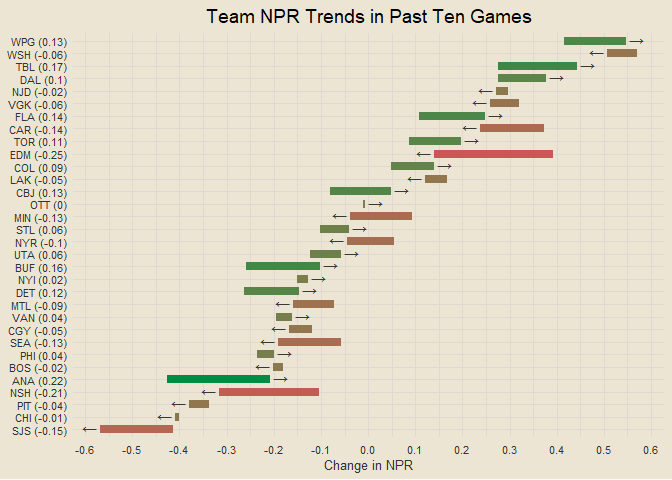 Team NPR Trends in Past Ten Games
WPG (0.13)
WSH (-0.06)
TBL (0.17)
DAL (0.1)
NJD (-0.02)
VGK (-0.06)
FLA (0.14)
CAR (-0.14)
TOR (0.11)
EDM (-0.25)
COL (0.09)
LAK (-0.05)
CBJ (0.13)
OTT (0)
MIN (-0.13)
STL (0.06)
NYR (-0.1)
UTA (0.06)
BUF (0.16)
NYI (0.02)
DET (0.12)
MTL (-0.09)
VAN (0.04)
CGY (-0.05)
SEA (-0.13)
PHI (0.04)
BOS (-0.02)
ANA (0.22)
NSH (-0.21)
PIT (-0.04)
CHI (-0.01)
SJS (-0.15)
-0.6 -0.5 -0.4 -0.3 -0.2 -0.1 0.0 0.1 0.2 0.3 0.4 0.5 0.6
Change in NPR